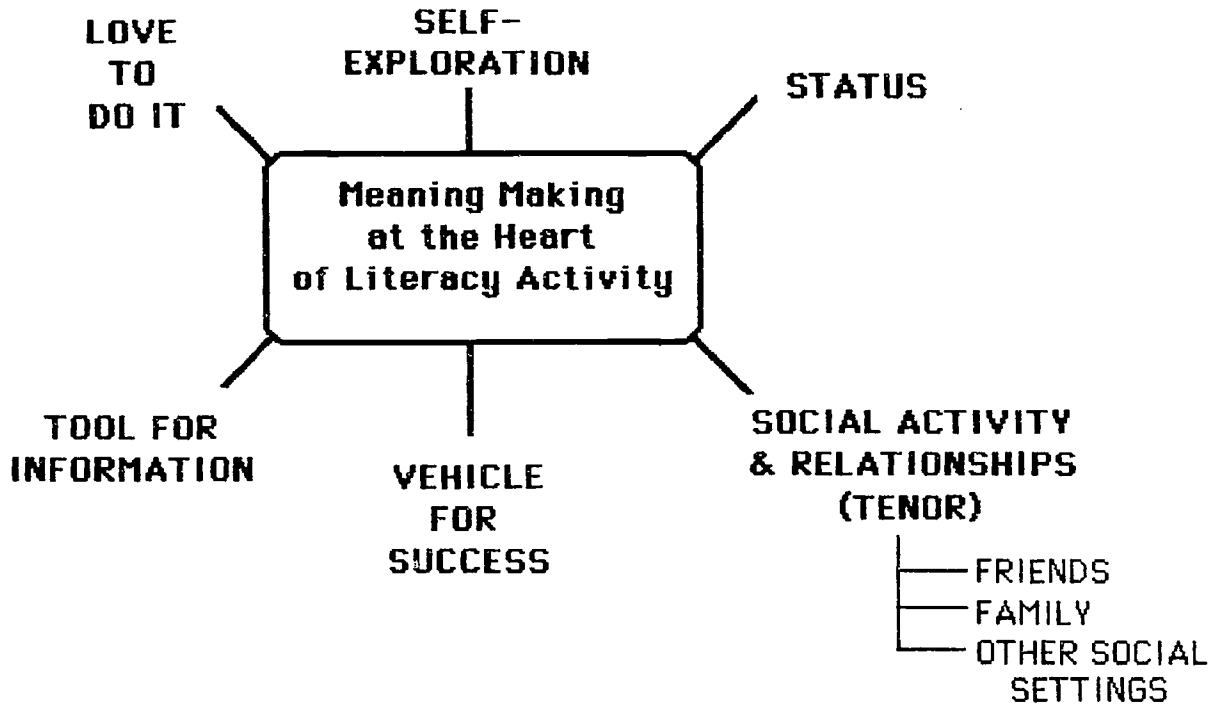 LOVE
TO
DO IT
SELF-
EXPLORATION
STATUS
Meaning Making
at the Heart
of Literacy Activity
TOOL FOR
INFORMATION
VEHICLE
FOR
SUCCESS
SOCIAL ACTIVITY
& RELATIONSHIPS
(TENOR)
FRIENDS
FAMILY
OTHER SOCIAL
SETTINGS